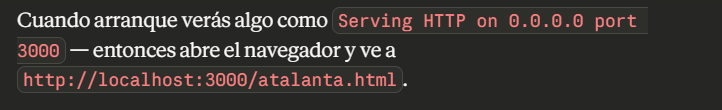 Cuando arranque verás algo como Serving HTTP on 0.0.0.0 port
3000 — entonces abre el navegador y ve a
http://localhost:3000/atalanta.html.